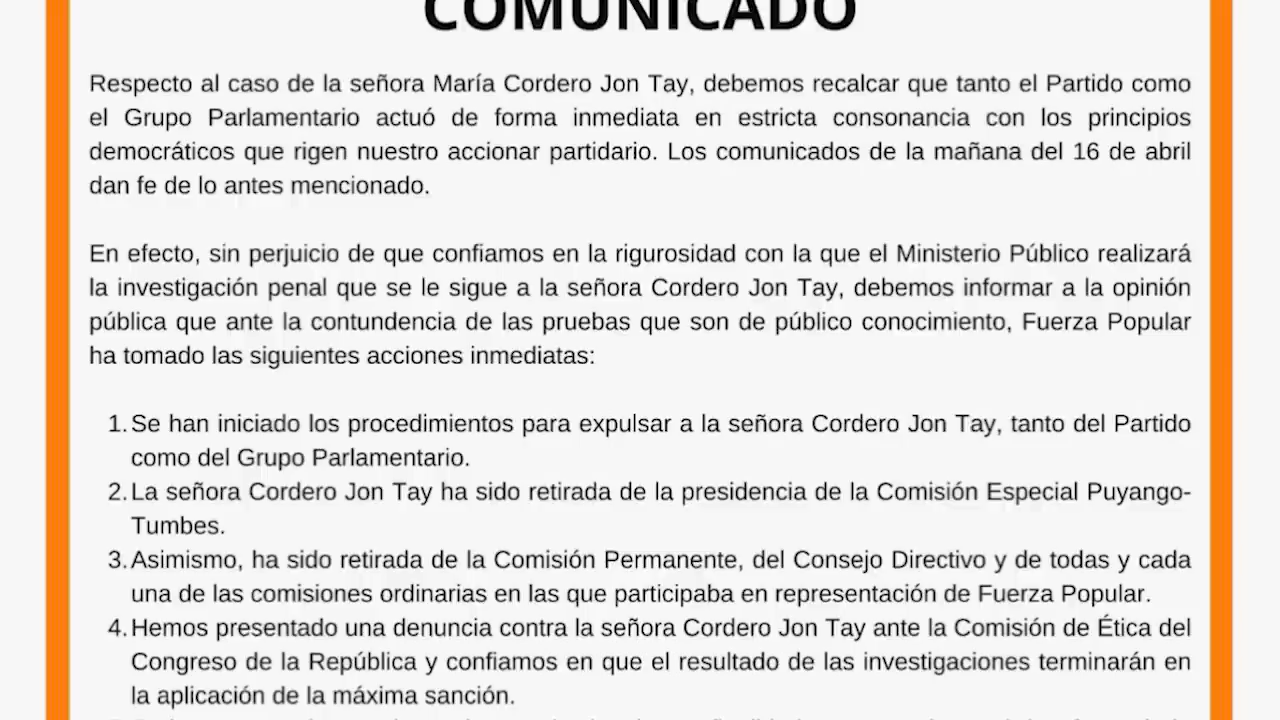 COMUNICADO
Respecto al caso de la señora María Cordero Jon Tay, debemos recalcar que tanto el Partido como
el Grupo Parlamentario actuó de forma inmediata en estricta consonancia con los principios
democráticos que rigen nuestro accionar partidario. Los comunicados de la mañana del 16 de abril
dan fe de lo antes mencionado.
En efecto, sin perjuicio de que confiamos en la rigurosidad con la que el Ministerio Público realizará
la investigación penal que se le sigue a la señora Cordero Jon Tay, debemos informar a la opinión
pública que ante la contundencia de las pruebas que son de público conocimiento, Fuerza Popular
ha tomado las siguientes acciones inmediatas:
1. Se han iniciado los procedimientos para expulsar a la señora Cordero Jon Tay, tanto del Partido
como del Grupo Parlamentario.
2. La señora Cordero Jon Tay ha sido retirada de la presidencia de la Comisión Especial Puyango-
Tumbes.
3. Asimismo, ha sido retirada de la Comisión Permanente, del Consejo Directivo y de todas y cada
una de las comisiones ordinarias en las que participaba en representación de Fuerza Popular.
4. Hemos presentado una denuncia contra la señora Cordero Jon Tay ante la Comisión de Ética del
Congreso de la República y confiamos en que el resultado de las investigaciones terminarán en
la aplicación de la máxima sanción.